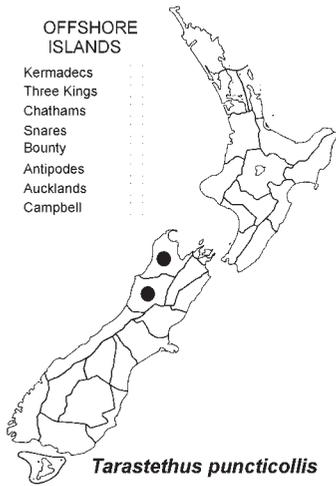 OFFSHORE
ISLANDS
Kermadecs
Three Kings
Chathams
Snares
Bounty
Antipodes
Aucklands
Campbell
Tarastethus puncticollis